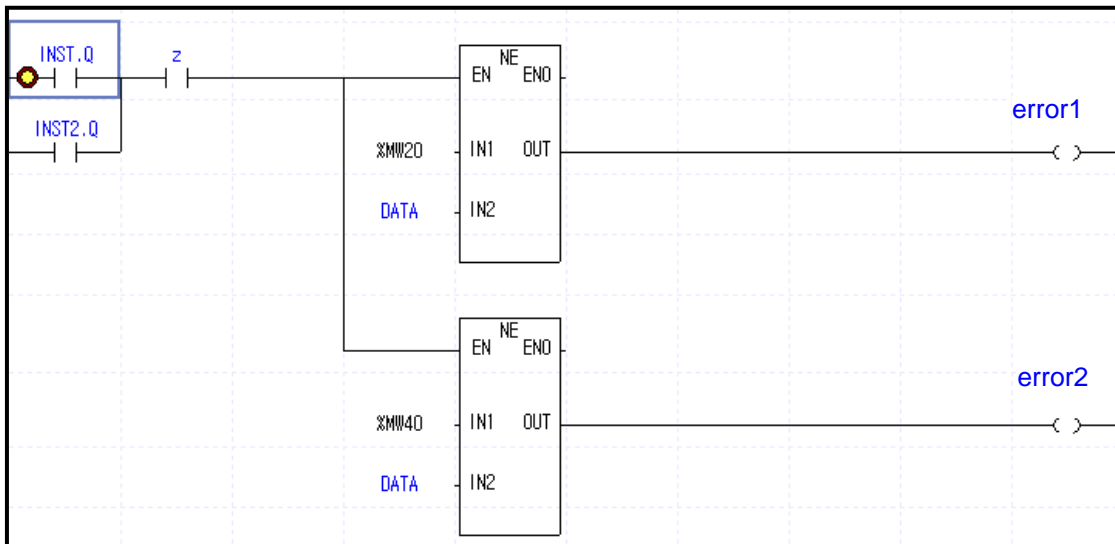 INST.Q
z
NE
EN ENO
error1
INST2.Q
%MW20 IN1 OUT
DATA IN2
NE
EN ENO
error2
%MW40 IN1 OUT
DATA IN2